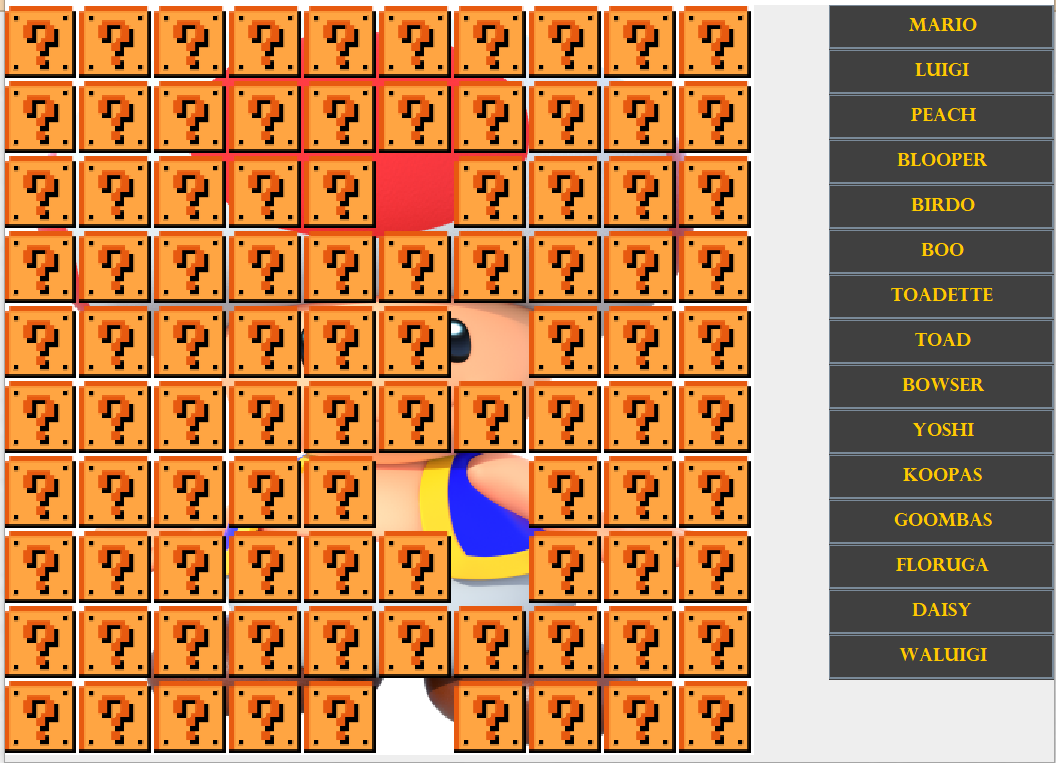 MARIO
LUIGI
PEACH
BLOOPER
BIRDO
BOO
TOADETTE
TOAD
BOWSER
YOSHI
KOOPAS
GOOMBAS
FLORUGA
DAISY
WALUIGI